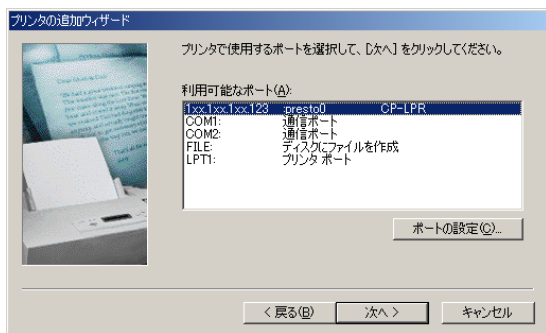 プリンタの追加ウィザード
プリンタで使用するポートを選択して、[次へ] をクリックしてください。
利用可能なポート(A):
1xx.1xx.1xx.123 :presto0 CP-LPR
COM1: 通信ポート
COM2: 通信ポート
FILE: ディスクにファイルを作成
LPT1: プリンタ ポート
ポートの設定(C)...
< 戻る(B) 次へ > キャンセル